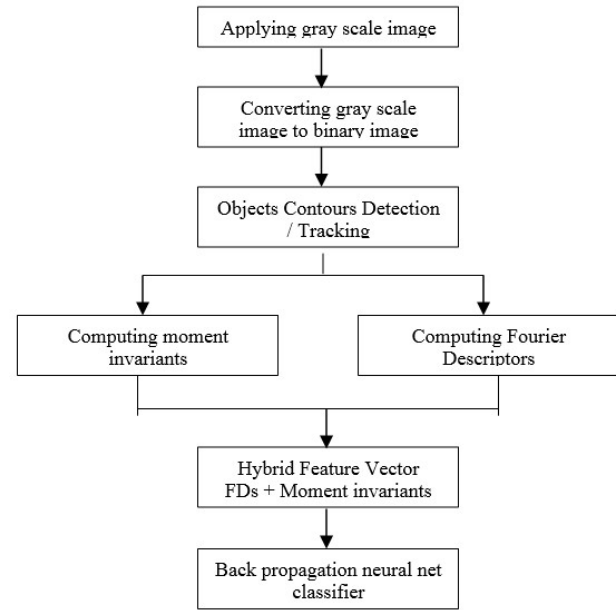 Applying gray scale image
Converting gray scale
image to binary image
Objects Contours Detection
/ Tracking
Computing moment
invariants
Computing Fourier
Descriptors
Hybrid Feature Vector
FDs + Moment invariants
Back propagation neural net
classifier